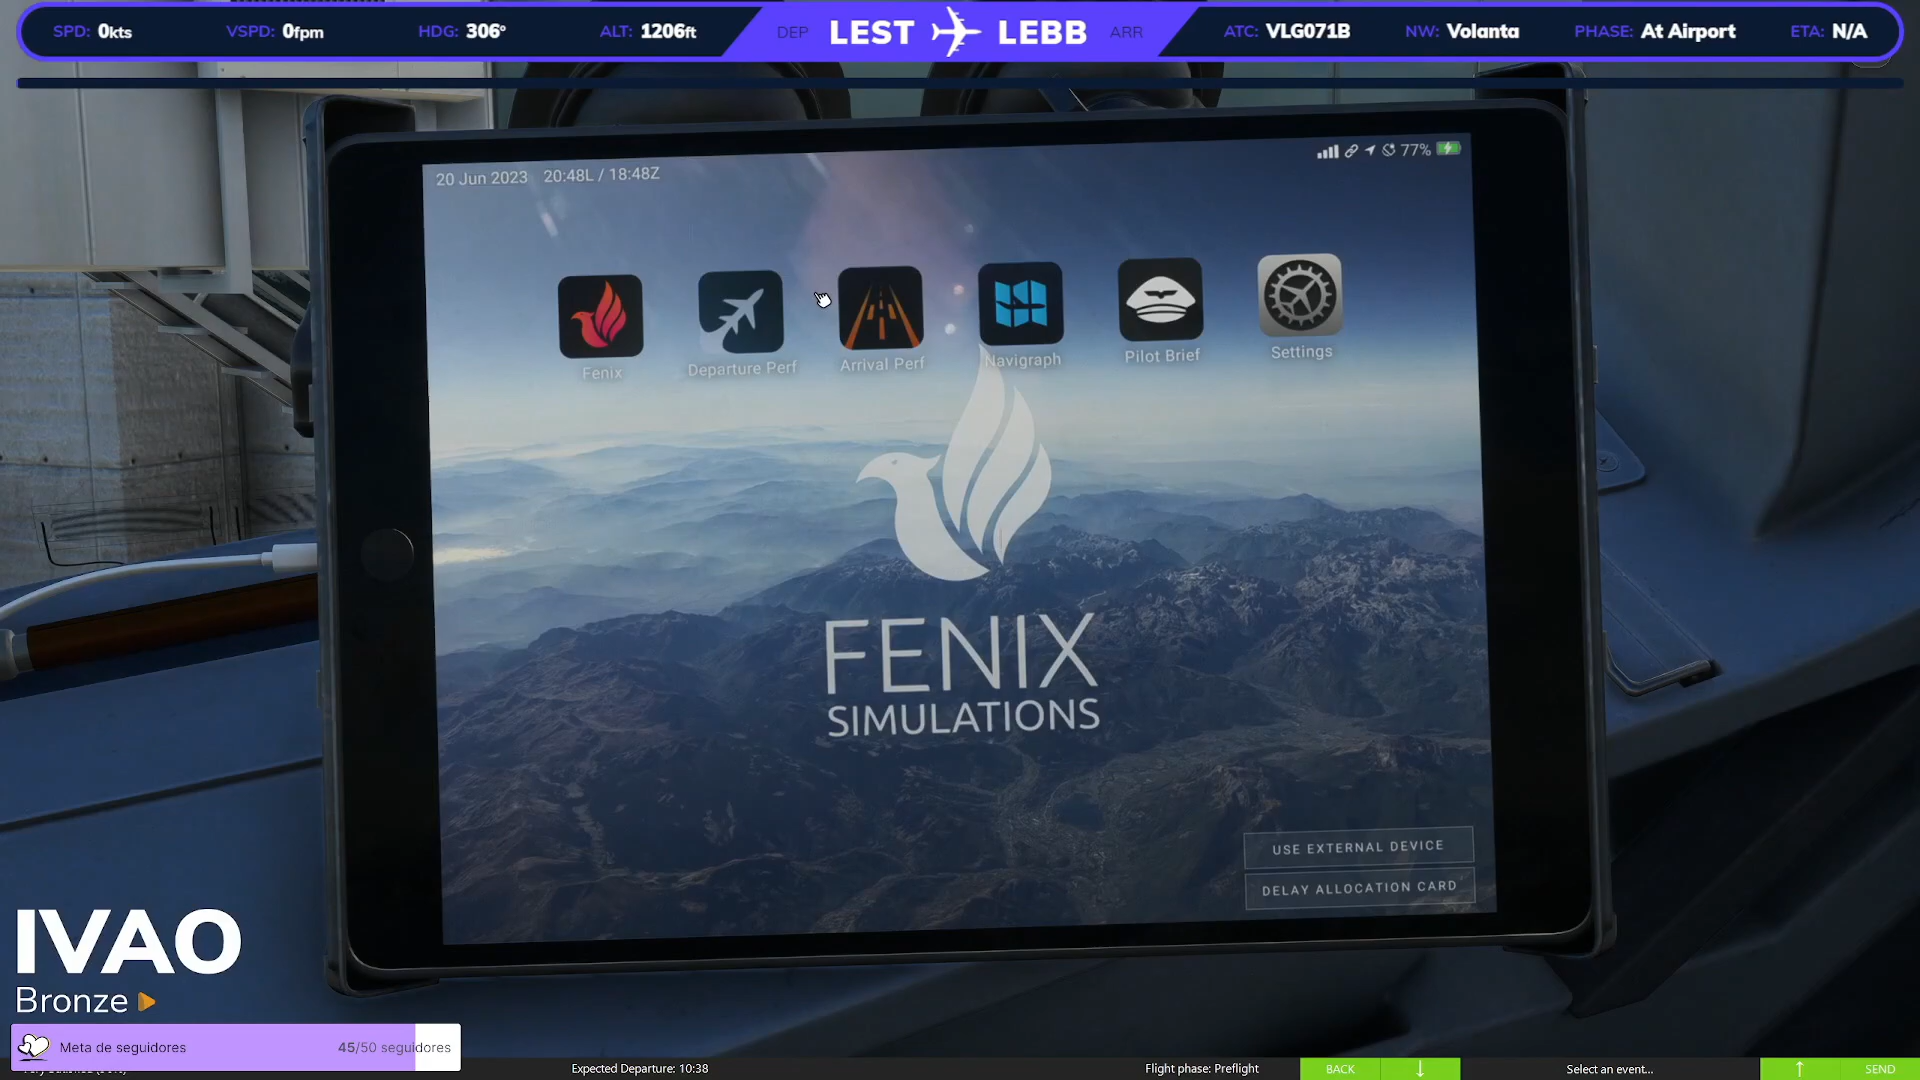 SPD: 0kts
VSPD: 0fpm
HDG: 306º
ALT: 1206ft
DEP LEST LEBB ARR
ATC: VLG071B
NW: Volanta
PHASE: At Airport
ETA: N/A
20 Jun 2023 20:48L / 18:48Z
77%
Fenix
Departure Perf
Arrival Perf
Navigraph
Pilot Brief
Settings
FENIX
SIMULATIONS
USE EXTERNAL DEVICE
DELAY ALLOCATION CARD
IVAO
Bronze
Meta de seguidores 45/50 seguidores
Expected Departure: 10:38
Flight phase: Preflight
BACK
Select an event...
SEND